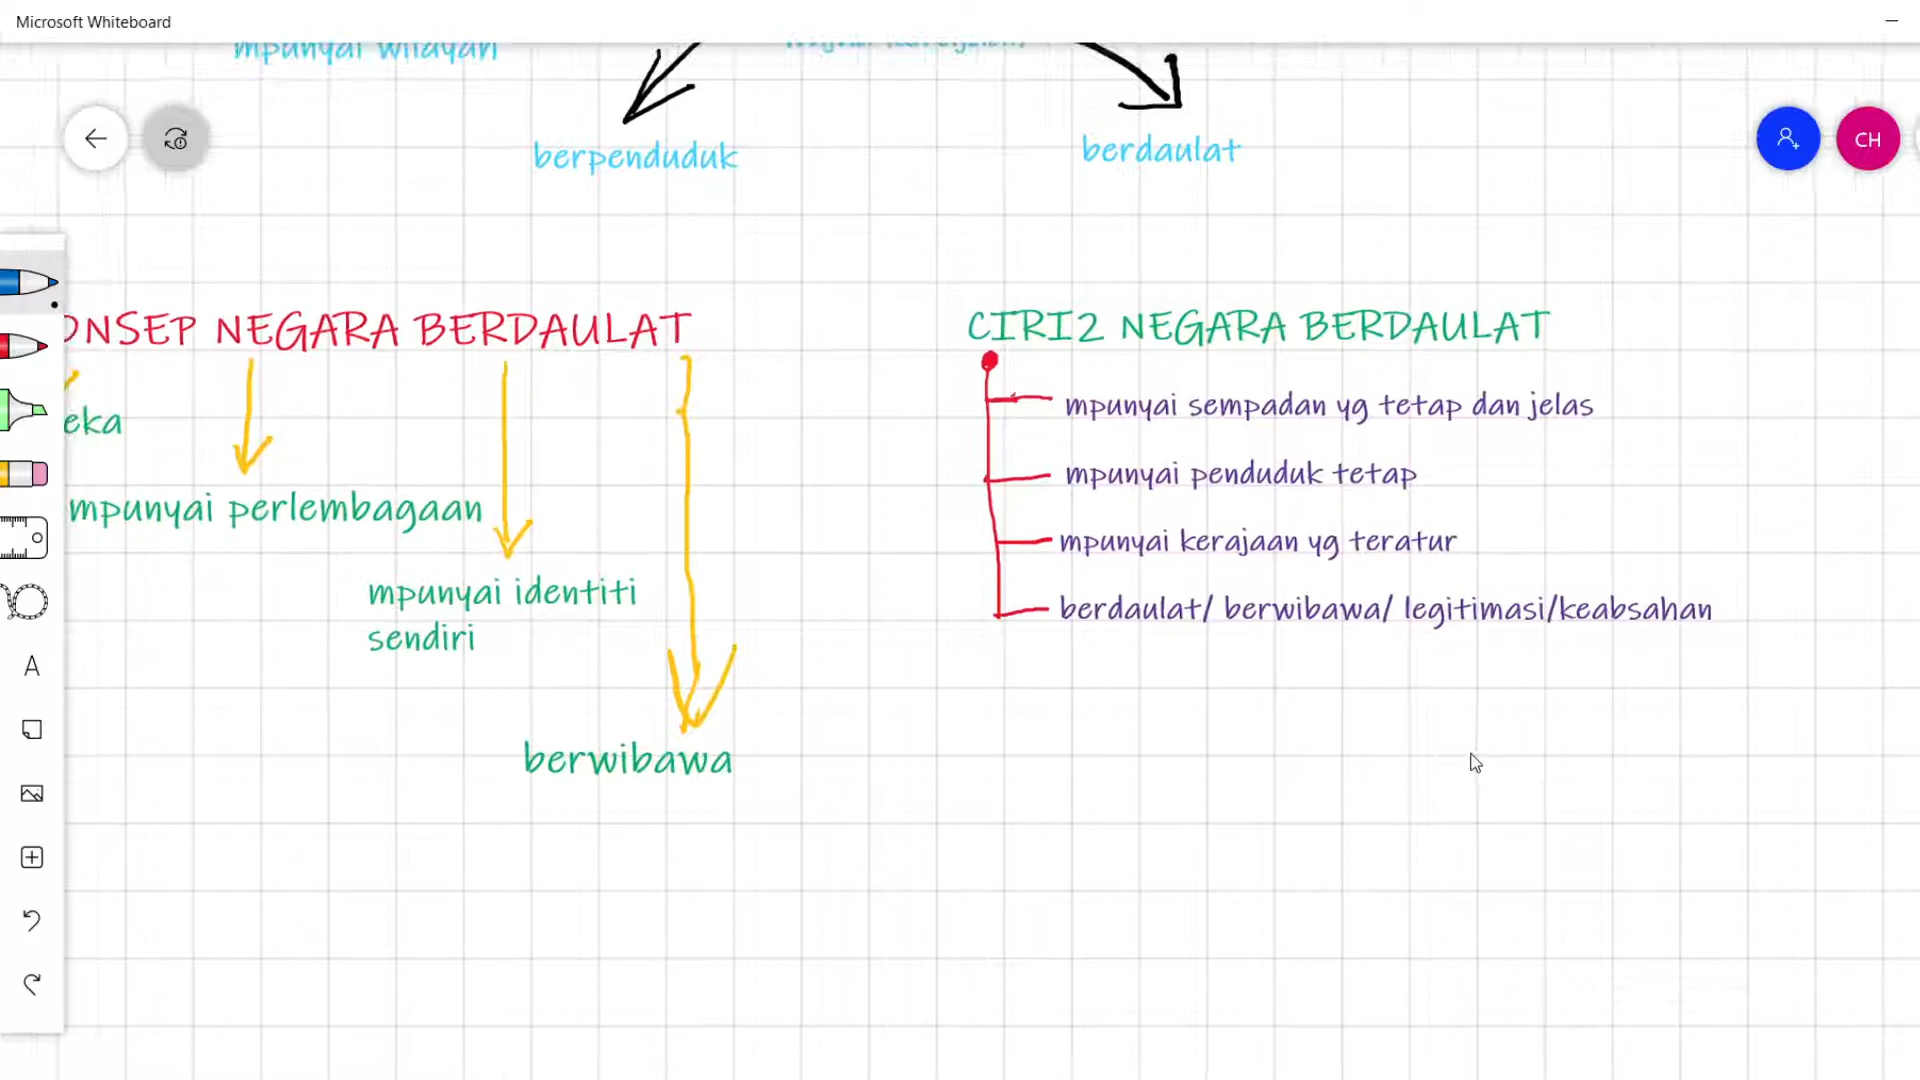 Microsoft Whiteboard
mpunyai wilayah
berpenduduk
berdaulat
CH
ONSEP NEGARA BERDAULAT
eka
mpunyai perlembagaan
mpunyai identiti
sendiri
berwibawa
CIRI2 NEGARA BERDAULAT
mpunyai sempadan yg tetap dan jelas
mpunyai penduduk tetap
mpunyai kerajaan yg teratur
berdaulat/ berwibawa/ legitimasi/keabsahan
A